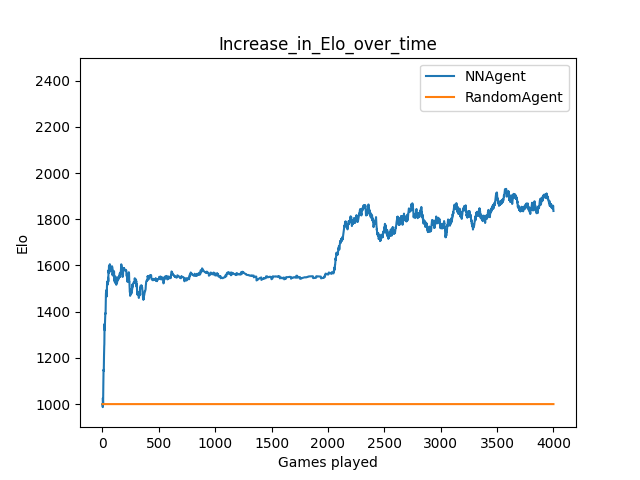 Increase_in_Elo_over_time
NNAgent
RandomAgent
2400
2200
2000
1800
1600
1400
1200
1000
Elo
0 500 1000 1500 2000 2500 3000 3500 4000
Games played